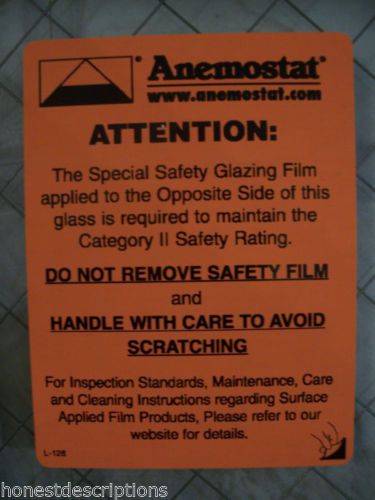 Anemostat®
www.anemostat.com
ATTENTION:
The Special Safety Glazing Film
applied to the Opposite Side of this
glass is required to maintain the
Category II Safety Rating.
DO NOT REMOVE SAFETY FILM
and
HANDLE WITH CARE TO AVOID
SCRATCHING
For Inspection Standards, Maintenance, Care
and Cleaning Instructions regarding Surface
Applied Film Products, Please refer to our
website for details.
L-128
honestdescriptions